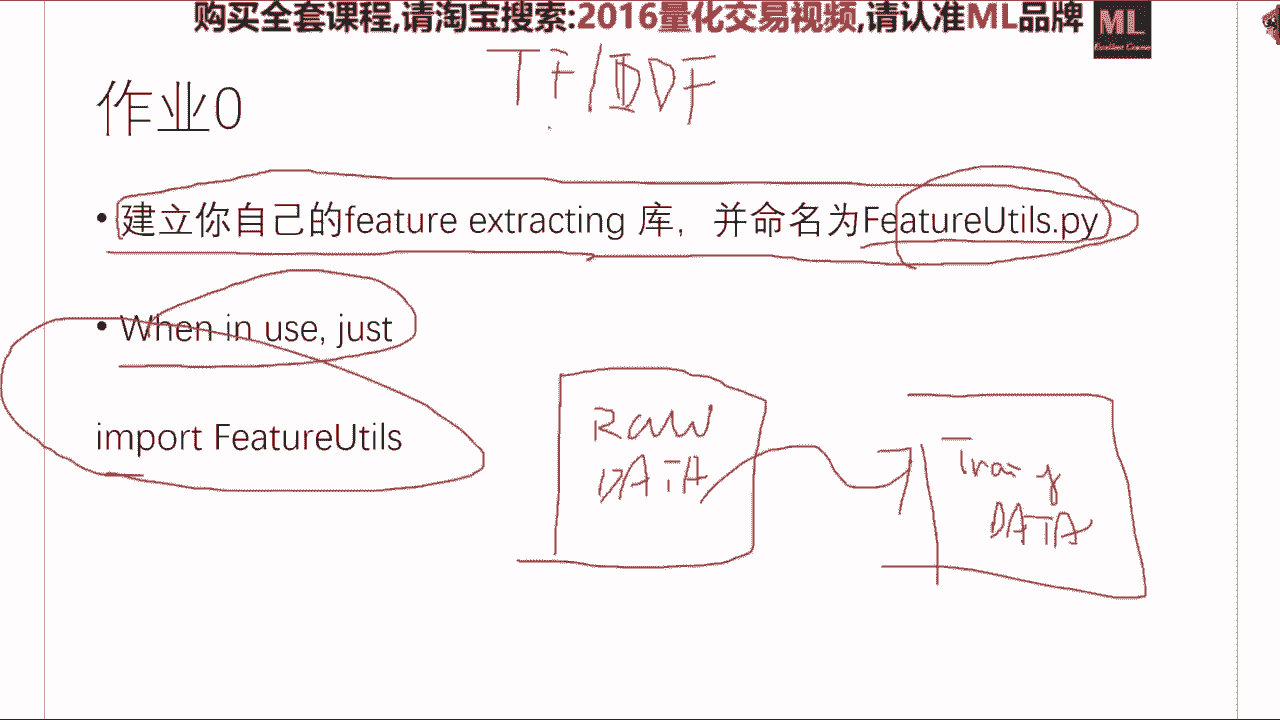 购买全套课程,请淘宝搜索:2016量化交易视频,请认准ML品牌
ML
Excellent Course
TF/IDF
作业0
• 建立你自己的feature extracting 库，并命名为FeatureUtils.py
• When in use, just
import FeatureUtils
RAW
DATA
DATA